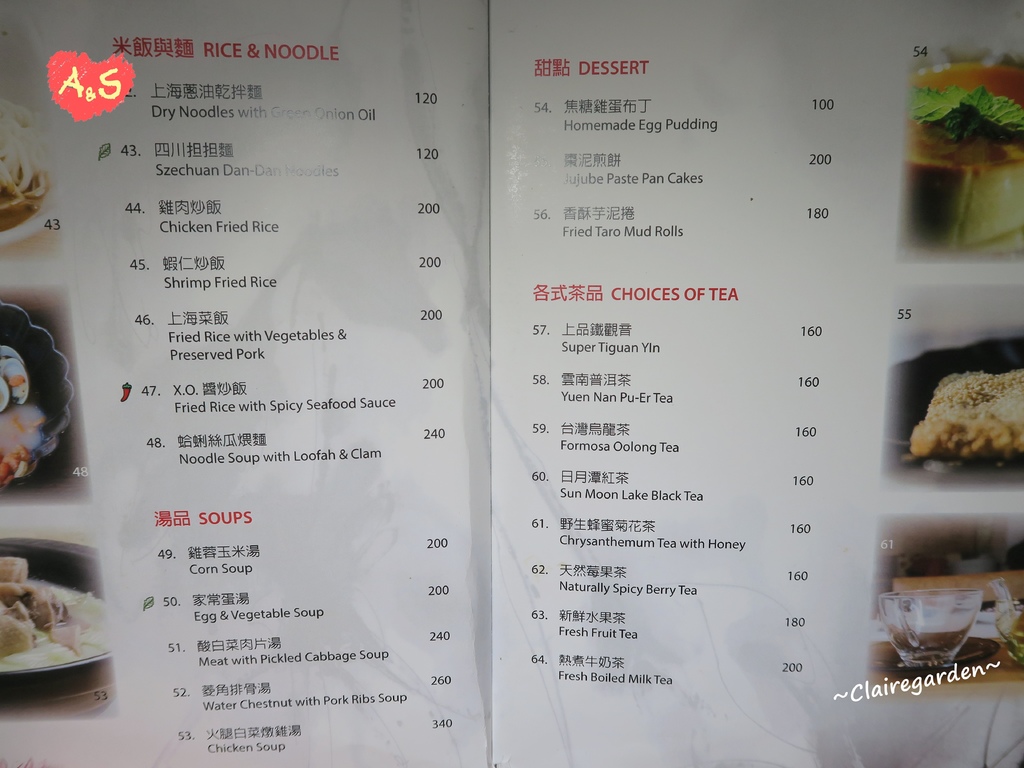 米飯與麵 RICE & NOODLE
A&S
2. 上海蔥油乾拌麵 120
Dry Noodles with Green Onion Oil
43. 四川担担麵 120
Szechuan Dan-Dan Noodles
43
44. 雞肉炒飯 200
Chicken Fried Rice
45. 蝦仁炒飯 200
Shrimp Fried Rice
46. 上海菜飯 200
Fried Rice with Vegetables &
Preserved Pork
47. X.O. 醬炒飯 200
Fried Rice with Spicy Seafood Sauce
48. 蛤蜊絲瓜煨麵 240
Noodle Soup with Loofah & Clam
48
湯品 SOUPS
49. 雞蓉玉米湯 200
Corn Soup
50. 家常蛋湯 200
Egg & Vegetable Soup
51. 酸白菜肉片湯 240
Meat with Pickled Cabbage Soup
52. 菱角排骨湯 260
Water Chestnut with Pork Ribs Soup
53
53. 火腿白菜燉雞湯 340
Chicken Soup
甜點 DESSERT
54
54. 焦糖雞蛋布丁 100
Homemade Egg Pudding
棗泥煎餅 200
Jujube Paste Pan Cakes
56. 香酥芋泥捲 180
Fried Taro Mud Rolls
各式茶品 CHOICES OF TEA
55
57. 上品鐵觀音 160
Super Tiguan YIn
58. 雲南普洱茶 160
Yuen Nan Pu-Er Tea
59. 台灣烏龍茶 160
Formosa Oolong Tea
60. 日月潭紅茶 160
Sun Moon Lake Black Tea
61. 野生蜂蜜菊花茶 160
Chrysanthemum Tea with Honey
61
62. 天然莓果茶 160
Naturally Spicy Berry Tea
63. 新鮮水果茶 180
Fresh Fruit Tea
64. 熱煮牛奶茶 200
Fresh Boiled Milk Tea
~Clairegarden~